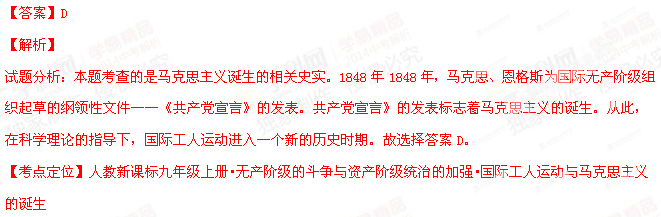 【答案】D
【解析】
试题分析：本题考查的是马克思主义诞生的相关史实。1848 年 1848 年，马克思、恩格斯为国际无产阶级组
织起草的纲领性文件——《共产党宣言》的发表。共产党宣言》的发表标志着马克思主义的诞生。从此，
在科学理论的指导下，国际工人运动进入一个新的历史时期。故选择答案 D。
【考点定位】人教新课标九年级上册•无产阶级的斗争与资产阶级统治的加强•国际工人运动与马克思主义
的诞生